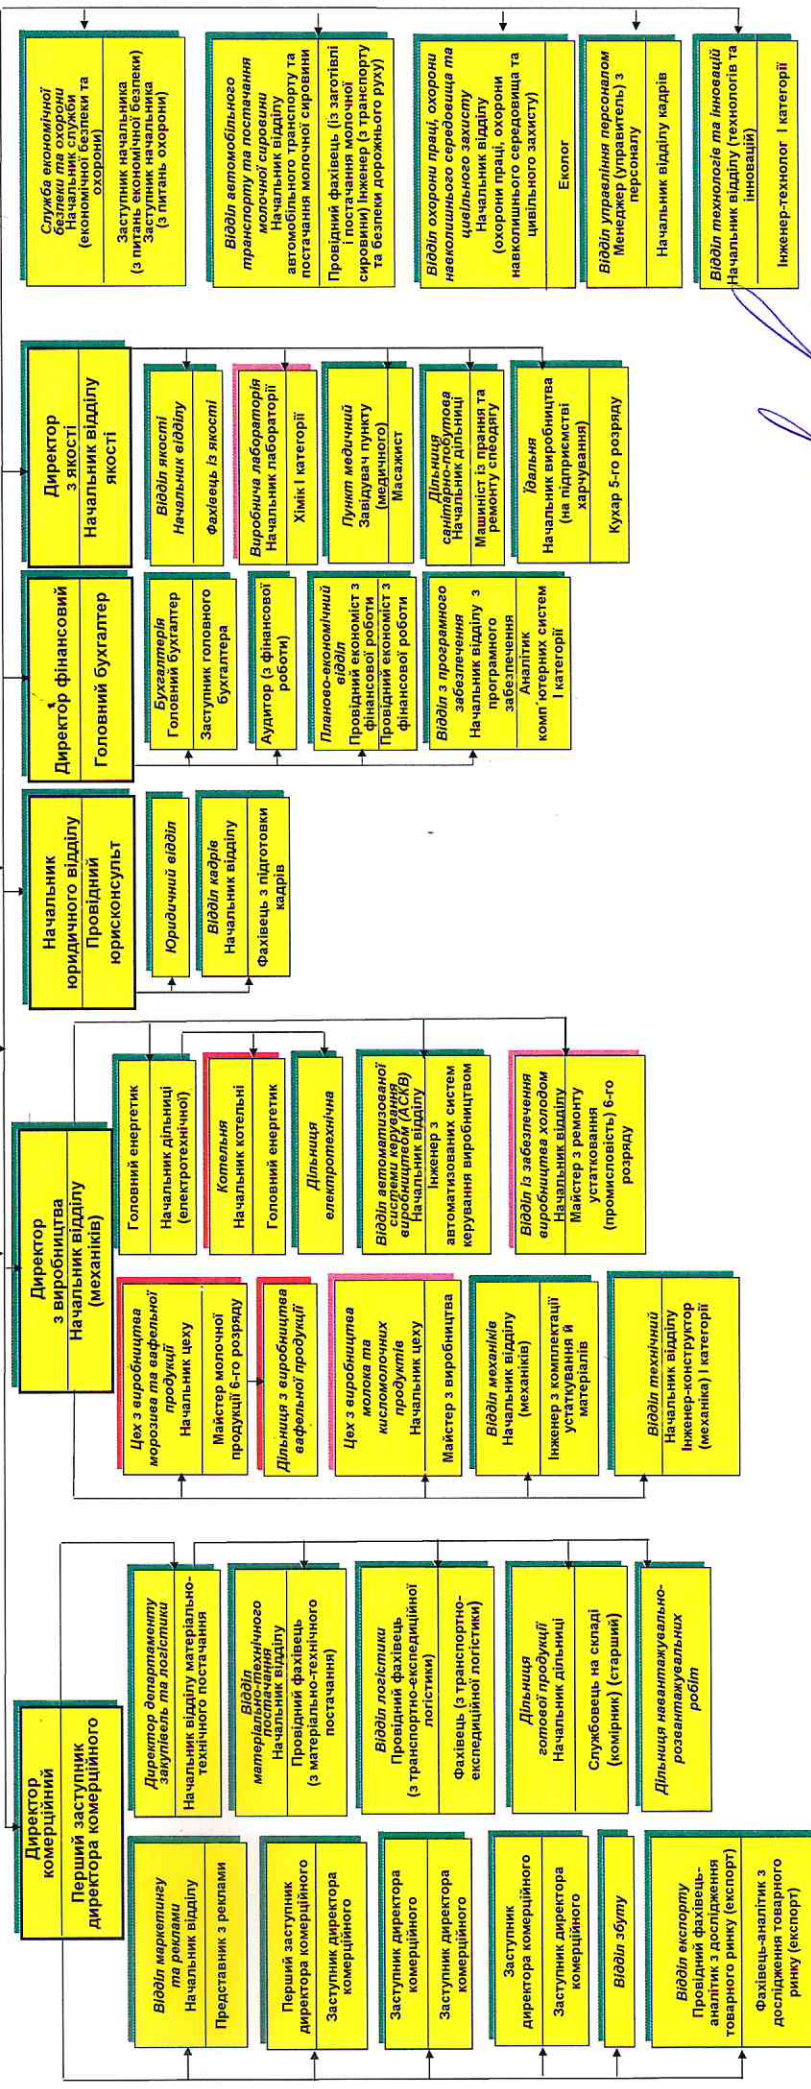 Директор
комерційний
Перший заступник
директора комерційного
Відділ маркетингу
та реклами
Начальник відділу
Представник з реклами
Перший заступник
директора комерційного
Заступник директора
комерційного
Заступник директора
комерційного
Заступник директора
комерційного
Заступник
директора комерційного
Заступник директора
комерційного
Відділ збуту
Відділ експорту
Провідний фахівець-
аналітик з дослідження
товарного ринку (експорт)
Фахівець-аналітик з
дослідження товарного
ринку (експорт)
Директор департаменту
закупівель та логістики
Начальник відділу матеріально-
технічного постачання
Відділ
матеріально-технічного
постачання
Начальник відділу
Провідний фахівець
(з матеріально-технічного
постачання)
Відділ логістики
Провідний фахівець
(з транспортно-експедиційної
логістики)
Фахівець (з транспортно-
експедиційної логістики)
Дільниця
готової продукції
Начальник дільниці
Службовець на складі
(комірник) (старший)
Дільниця навантажувально-
розвантажувальних
робіт
Директор
з виробництва
Начальник відділу
(механіків)
Цех з виробництва
морозива та вафельної
продукції
Начальник цеху
Майстер молочної
продукції 6-го розряду
Дільниця з виробництва
вафельної продукції
Цех з виробництва
молока та
кисломолочних
продуктів
Начальник цеху
Майстер з виробництва
Відділ механіків
Начальник відділу
(механіків)
Інженер з комплектації
устаткування й
матеріалів
Відділ технічний
Начальник відділу
Інженер-конструктор
(механіка) І категорії
Головний енергетик
Начальник дільниці
(електротехнічної)
Котельня
Начальник котельні
Головний енергетик
Дільниця
електротехнічна
Відділ автоматизованої
системи керування
виробництвом (АСКВ)
Начальник відділу
Інженер з
автоматизованих систем
керування виробництвом
Відділ із забезпечення
виробництва холодом
Начальник відділу
Майстер з ремонту
устатковання
(промисловість) 6-го
розряду
Начальник
юридичного відділу
Провідний
юрисконсульт
Юридичний відділ
Відділ кадрів
Начальник відділу
Фахівець з підготовки
кадрів
Директор фінансовий
Головний бухгалтер
Бухгалтерія
Головний бухгалтер
Заступник головного
бухгалтера
Аудитор (з фінансової
роботи)
Планово-економічний
відділ
Провідний економіст з
фінансової роботи
Провідний економіст з
фінансової роботи
Відділ з програмного
забезпечення
Начальник відділу з
програмного
забезпечення
Аналітик
комп'ютерних систем
І категорії
Директор
з якості
Начальник відділу
якості
Відділ якості
Начальник відділу
Фахівець із якості
Виробнича лабораторія
Начальник лабораторії
Хімік І категорії
Пункт медичний
Завідувач пункту
(медичного)
Масажист
Дільниця
санітарно-побутова
Начальник дільниці
Машиніст із прання та
ремонту спеодягу
Їдальня
Начальник виробництва
(на підприємстві
харчування)
Кухар 5-го розряду
Служба економічної
безпеки та охорони
Начальник служби
(економічної безпеки та
охорони)
Заступник начальника
(з питань економічної безпеки)
Заступник начальника
(з питань охорони)
Відділ автомобільного
транспорту та постачання
молочної сировини
Начальник відділу
автомобільного транспорту та
постачання молочної сировини
Провідний фахівець (із заготівлі
і постачання молочної
сировини) Інженер (з транспорту
та безпеки дорожнього руху)
Відділ охорони праці, охорони
навколишнього середовища та
цивільного захисту
Начальник відділу
(охорони праці, охорони
навколишнього середовища та
цивільного захисту)
Еколог
Відділ управління персоналом
Менеджер (управитель) з
персоналу
Начальник відділу кадрів
Відділ технологів та інновацій
Начальник відділу (технологів та
інновацій)
Інженер-технолог І категорії